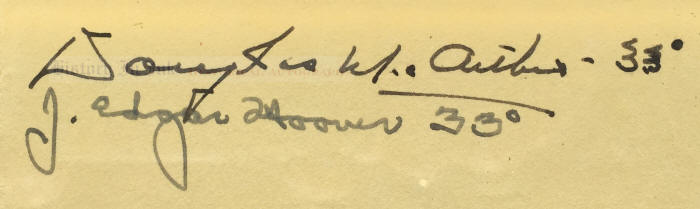 Douglas MacArthur - 33°
J. Edgar Hoover 33°